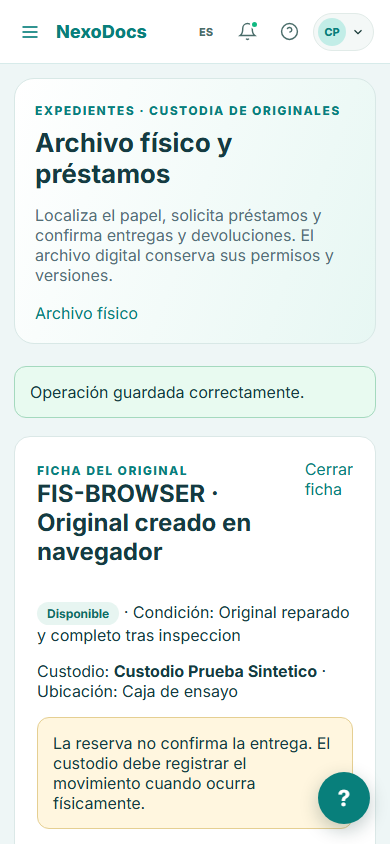 NexoDocs ES CP
EXPEDIENTES · CUSTODIA DE ORIGINALES
Archivo físico y
préstamos
Localiza el papel, solicita préstamos y
confirma entregas y devoluciones. El
archivo digital conserva sus permisos y
versiones.
Archivo físico
Operación guardada correctamente.
FICHA DEL ORIGINAL
FIS-BROWSER ·
Original creado en
navegador
Cerrar
ficha
Disponible · Condición: Original reparado
y completo tras inspeccion
Custodio: Custodio Prueba Sintetico ·
Ubicación: Caja de ensayo
La reserva no confirma la entrega. El
custodio debe registrar el
movimiento cuando ocurra
físicamente.
?